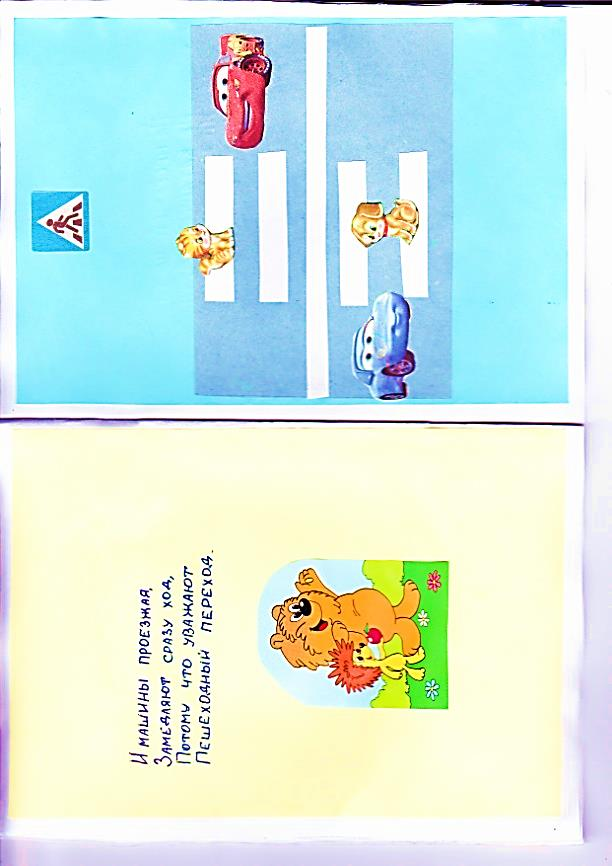 И машины проезжая,
Замедляют сразу ход,
Потому что уважают
Пешеходный переход.